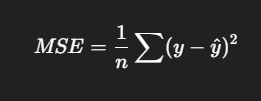 MSE = \frac{1}{n} \sum (y - \hat{y})^2